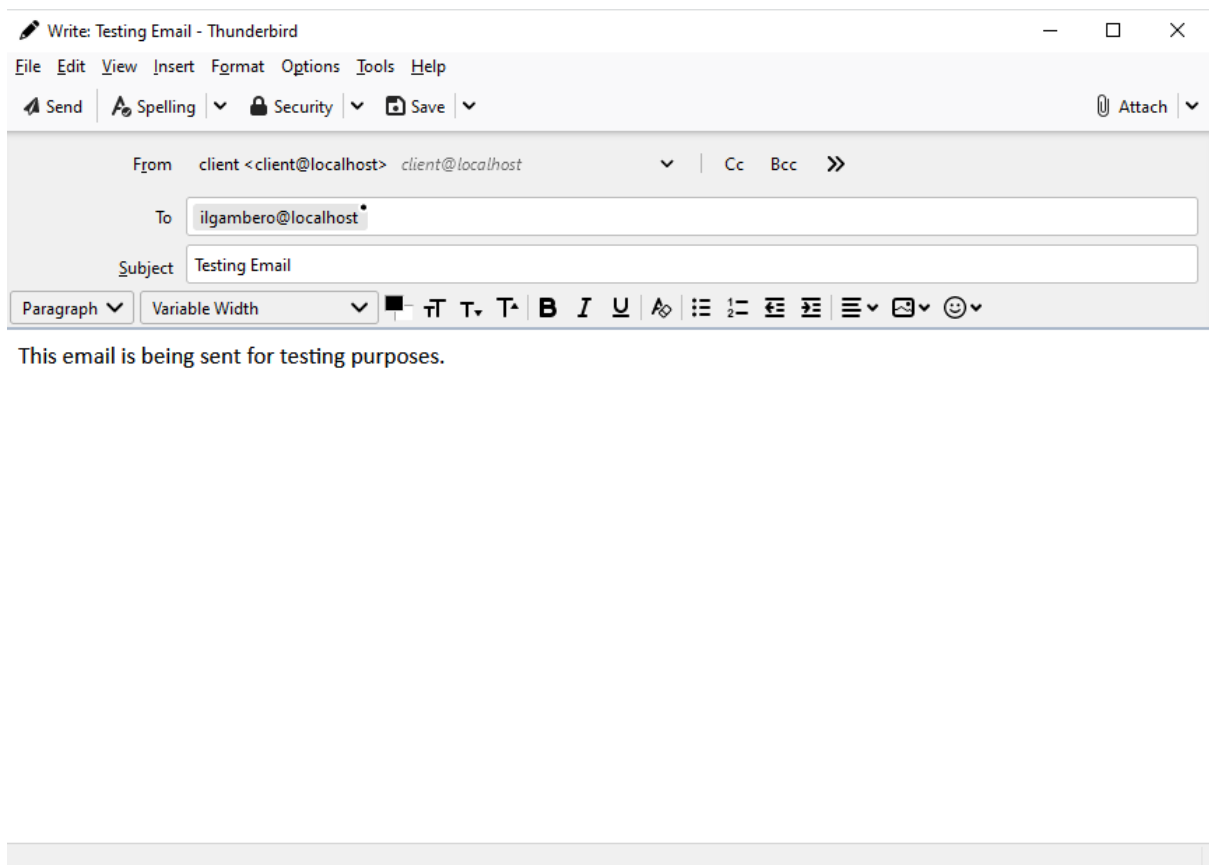 Write: Testing Email - Thunderbird
File Edit View Insert Format Options Tools Help
Send Spelling Security Save Attach
From client <client@localhost> client@localhost Cc Bcc
To ilgambero@localhost
Subject Testing Email
Paragraph Variable Width
This email is being sent for testing purposes.